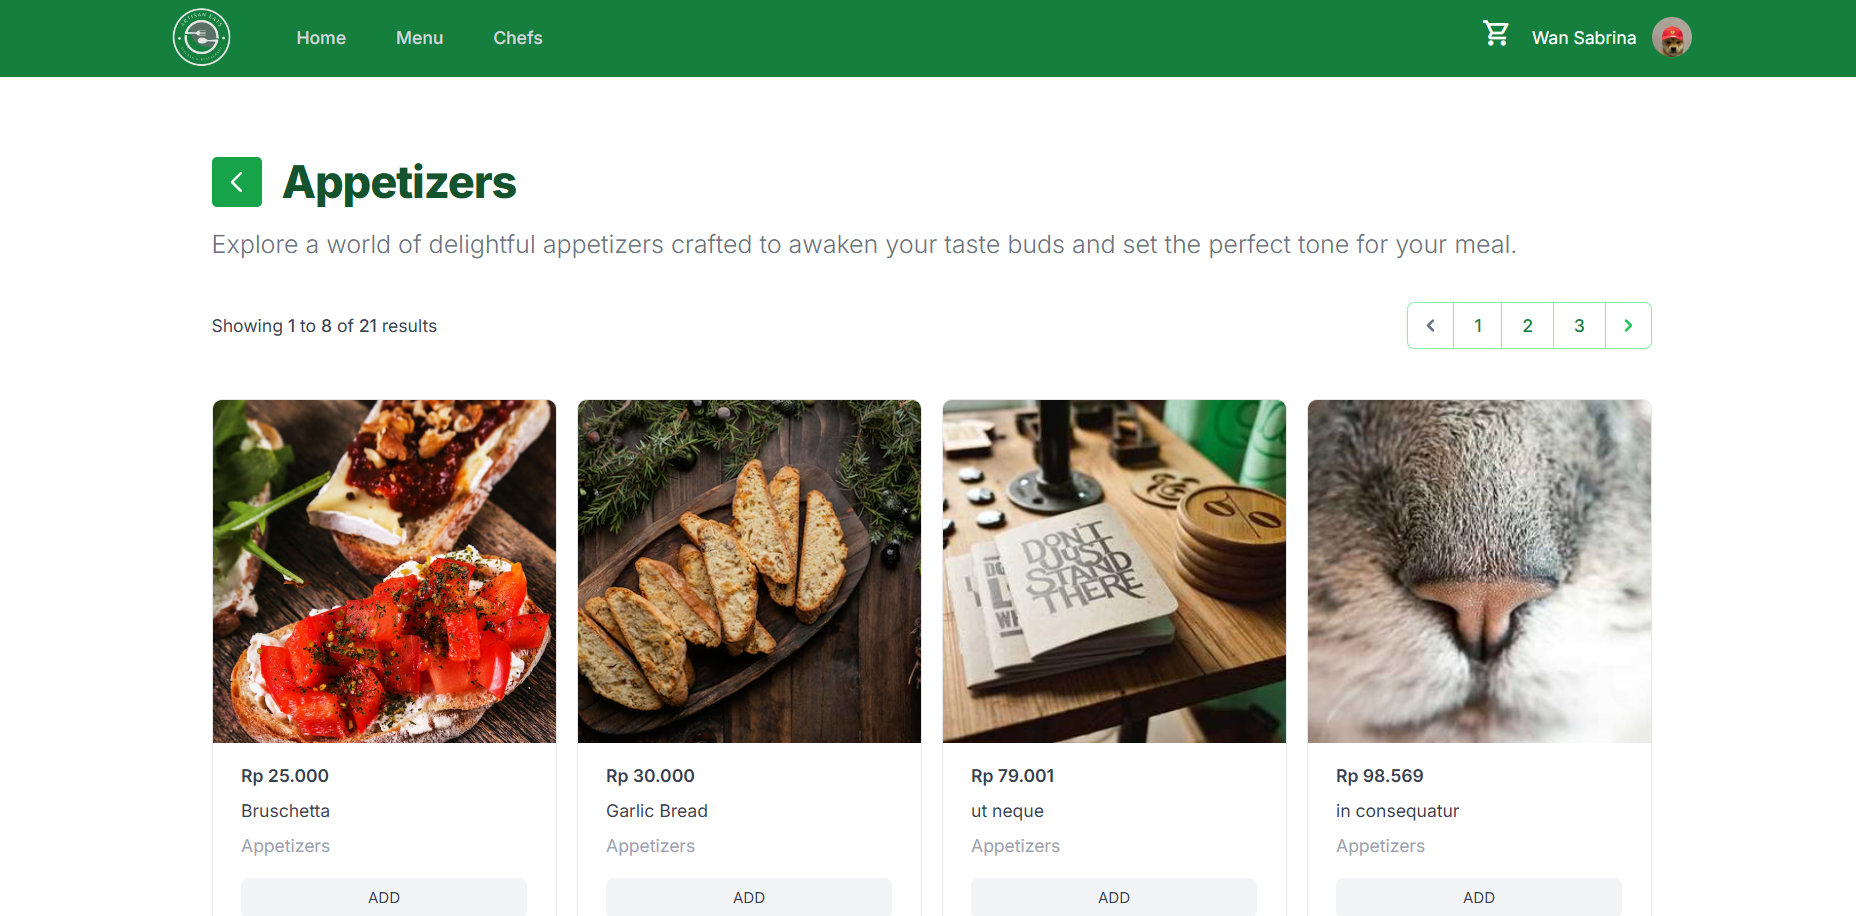 ARTISAN EATS
Home
Menu
Chefs
Wan Sabrina
Appetizers
Explore a world of delightful appetizers crafted to awaken your taste buds and set the perfect tone for your meal.
Showing 1 to 8 of 21 results
1
2
3
DON'T
JUST
STAND
THERE
Rp 25.000
Bruschetta
Appetizers
ADD
Rp 30.000
Garlic Bread
Appetizers
ADD
Rp 79.001
ut neque
Appetizers
ADD
Rp 98.569
in consequatur
Appetizers
ADD